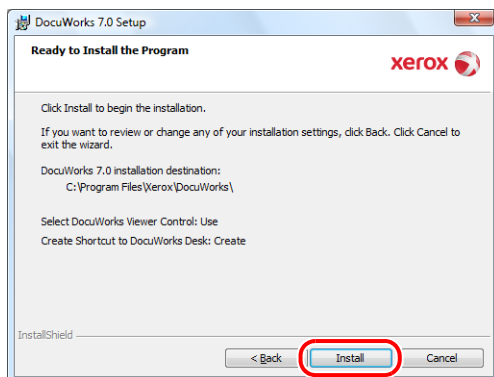 DocuWorks 7.0 Setup
Ready to Install the Program
xerox
Click Install to begin the installation.
If you want to review or change any of your installation settings, click Back. Click Cancel to
exit the wizard.
DocuWorks 7.0 installation destination:
C:\Program Files\Xerox\DocuWorks\
Select DocuWorks Viewer Control: Use
Create Shortcut to DocuWorks Desk: Create
InstallShield
< Back Install Cancel